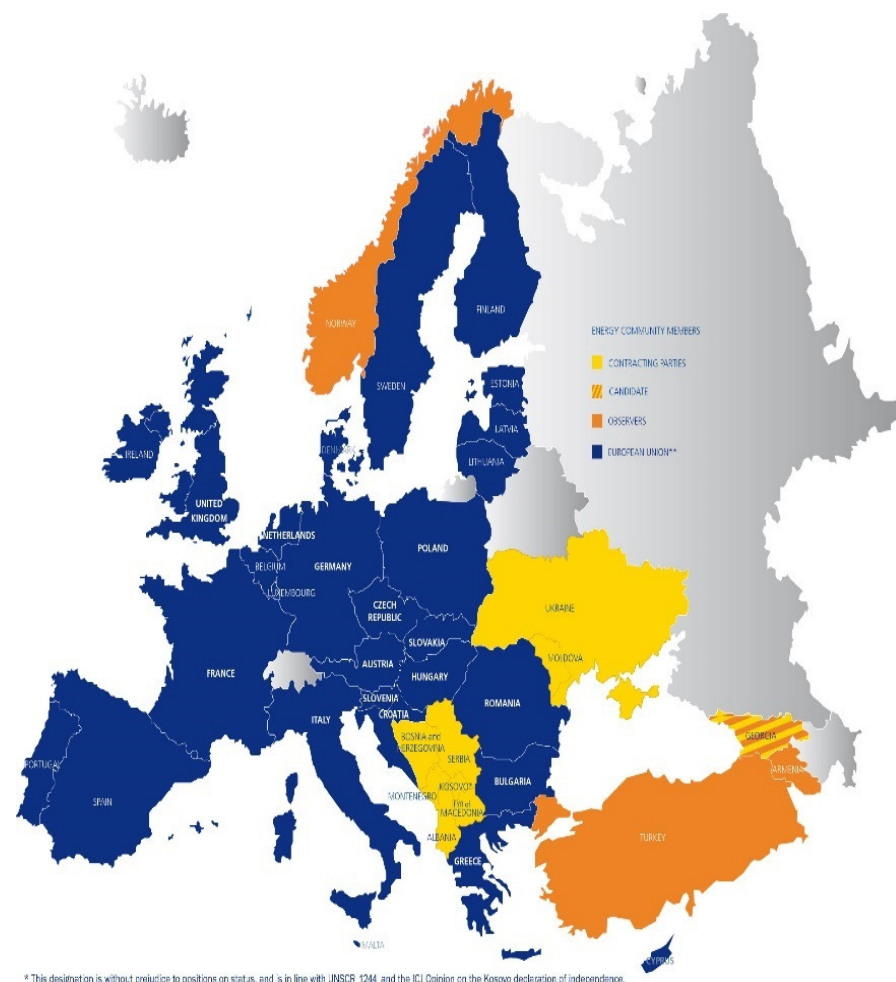 NORWAY
FINLAND
SWEDEN
ENERGY COMMUNITY MEMBERS
CONTRACTING PARTIES
CANDIDATE
OBSERVERS
EUROPEAN UNION**
ESTONIA
LATVIA
LITHUANIA
DENMARK
IRELAND
UNITED
KINGDOM
NETHERLANDS
BELGIUM
LUXEMBOURG
GERMANY
POLAND
CZECH
REPUBLIC
SLOVAKIA
UKRAINE
MOLDOVA
FRANCE
AUSTRIA
HUNGARY
SLOVENIA
CROATIA
ITALY
ROMANIA
BOSNIA and
HERZEGOVINA
SERBIA
GEORGIA
ARMENIA
PORTUGAL
SPAIN
MONTENEGRO
KOSOVO*
BULGARIA
FYR of
MACEDONIA
ALBANIA
GREECE
TURKEY
MALTA
CYPRUS
* This designation is without prejudice to positions on status, and is in line with UNSCR 1244 and the ICJ Opinion on the Kosovo declaration of independence.